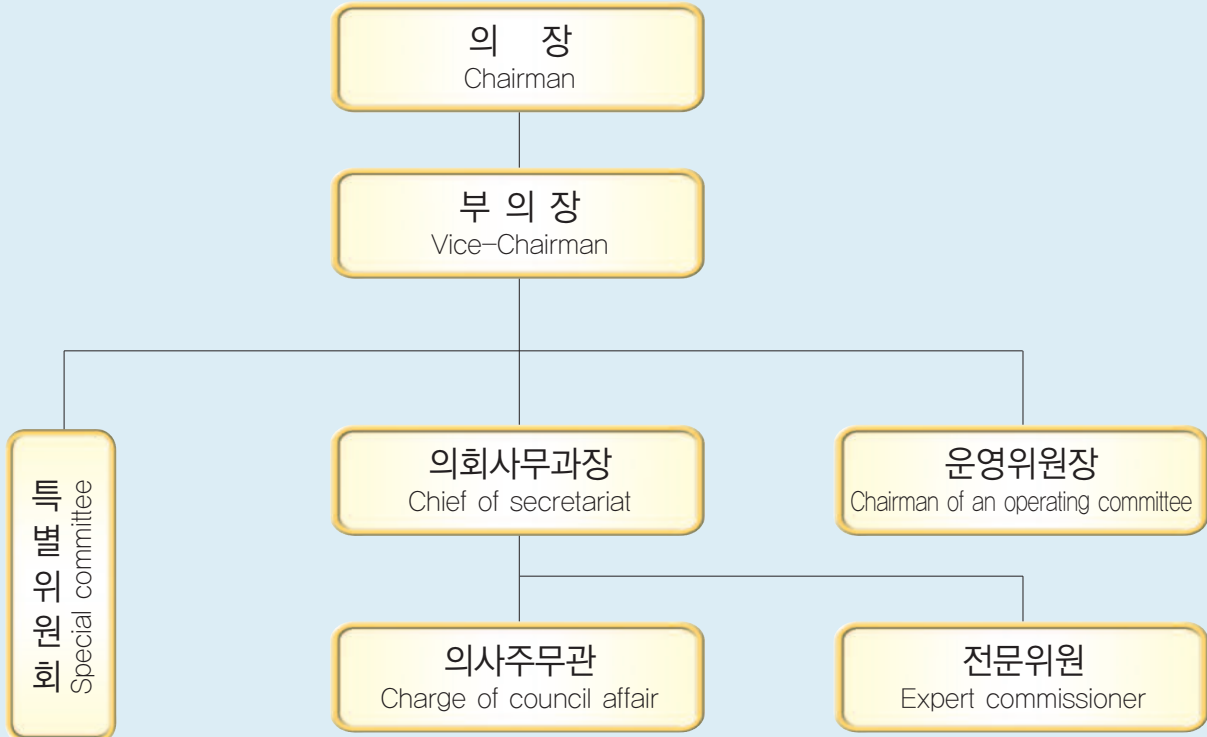 의 장
Chairman
부 의 장
Vice-Chairman
특별위원회
Special committee
의회사무과장
Chief of secretariat
운영위원장
Chairman of an operating committee
의사주무관
Charge of council affair
전문위원
Expert commissioner